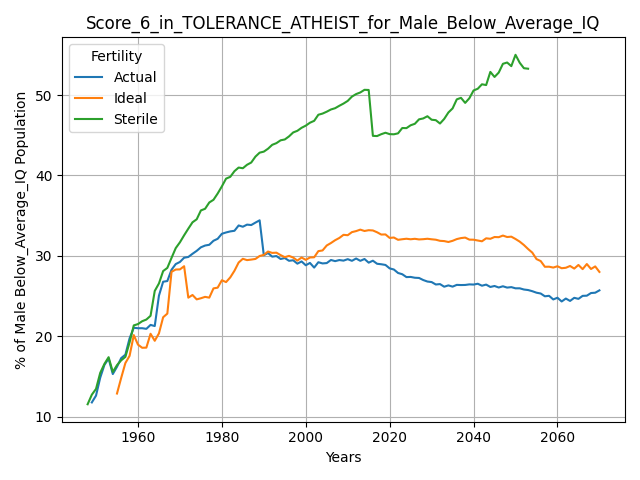 Score_6_in_TOLERANCE_ATHEIST_for_Male_Below_Average_IQ
Fertility
Actual
Ideal
Sterile
% of Male Below_Average_IQ Population
50
40
30
20
10
1960 1980 2000 2020 2040 2060
Years